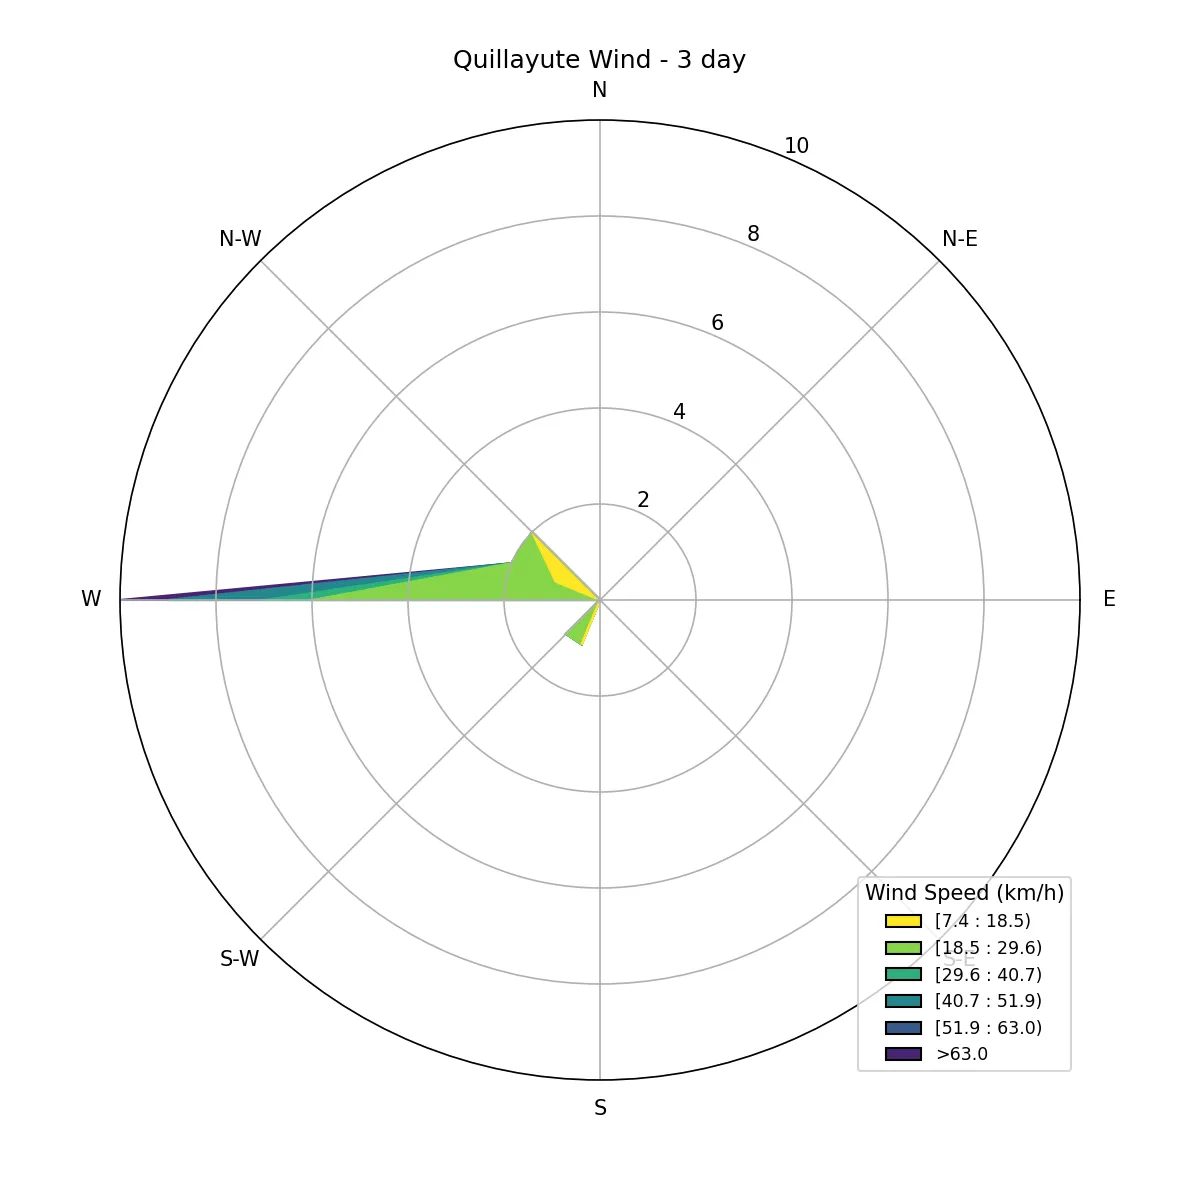 Quillayute Wind - 3 day
N
10
N-W
N-E
8
6
4
2
W
E
S-W
S-E
S
Wind Speed (km/h)
[7.4 : 18.5)
[18.5 : 29.6)
[29.6 : 40.7)
[40.7 : 51.9)
[51.9 : 63.0)
>63.0